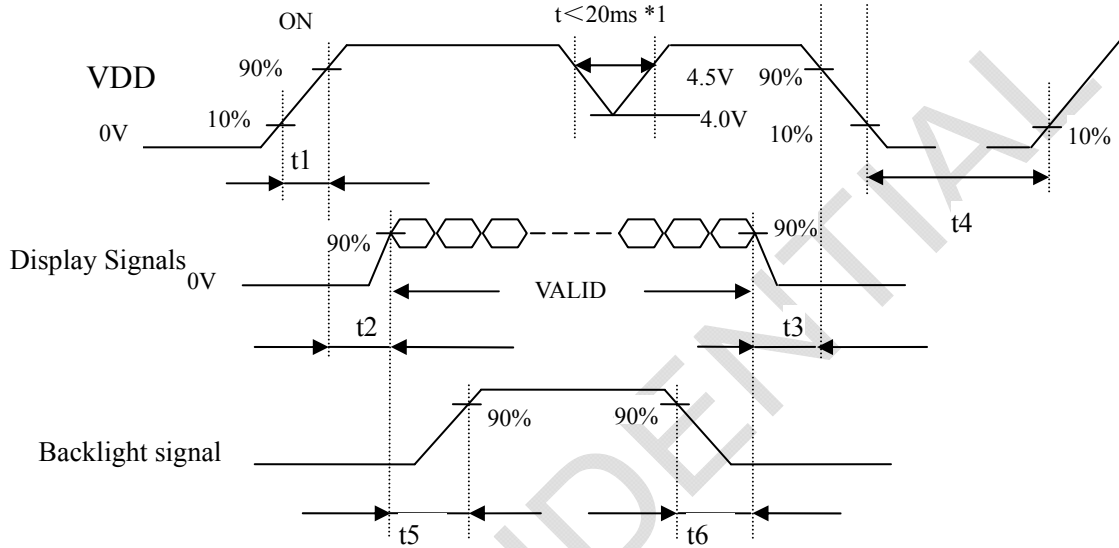 ON
t＜20ms *1
VDD
90%
4.5V
90%
10%
4.0V
10%
10%
0V
t1
t4
90%
90%
Display Signals
0V
VALID
t2
t3
90%
90%
Backlight signal
t5
t6
IDENTIAL